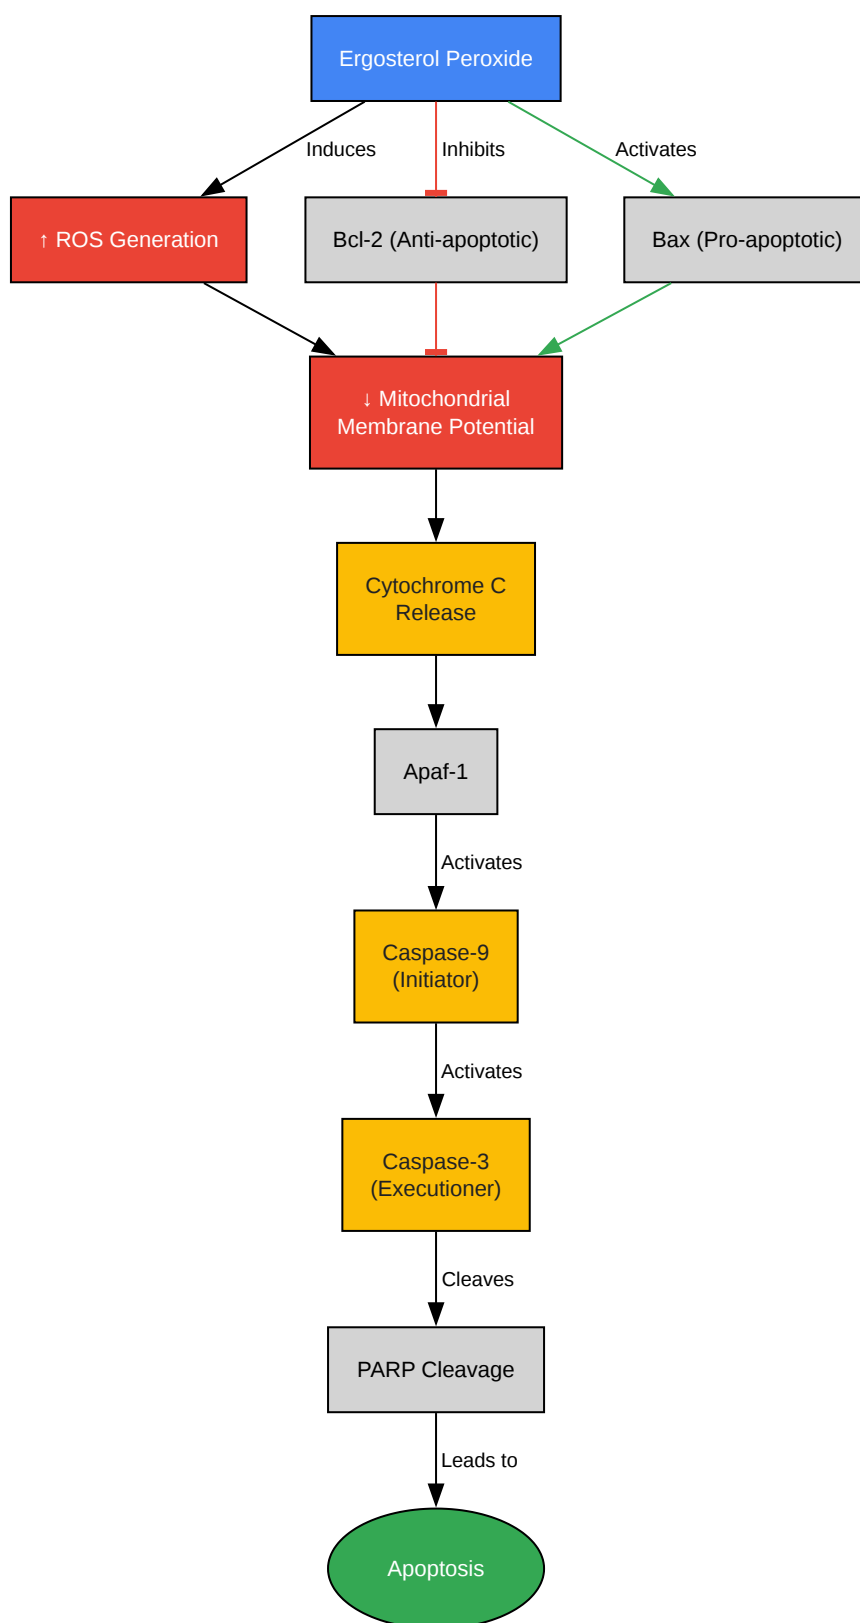 Ergosterol Peroxide
Induces
Inhibits
Activates
↑ ROS Generation
Bcl-2 (Anti-apoptotic)
Bax (Pro-apoptotic)
↓ Mitochondrial
Membrane Potential
Cytochrome C
Release
Apaf-1
Activates
Caspase-9
(Initiator)
Activates
Caspase-3
(Executioner)
Cleaves
PARP Cleavage
Leads to
Apoptosis